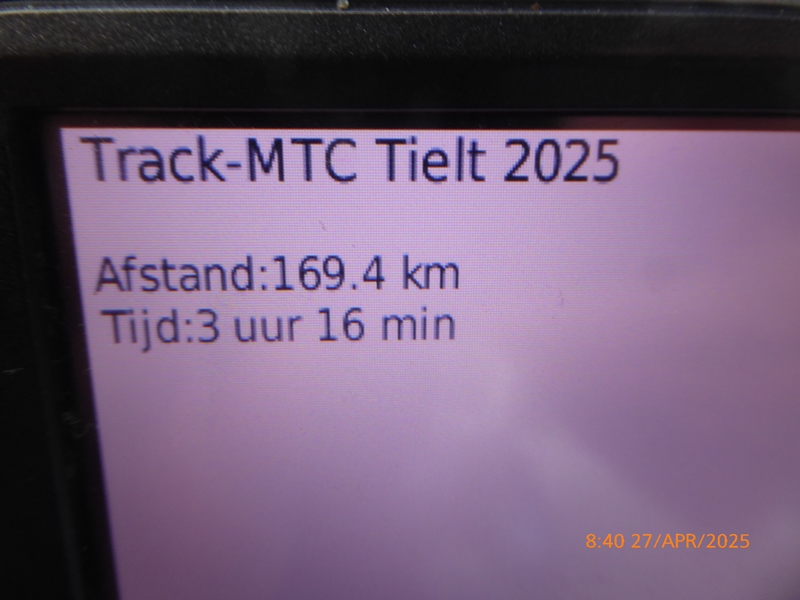 Track-MTC Tielt 2025
Afstand:169.4 km
Tijd:3 uur 16 min
8:40 27/APR/2025